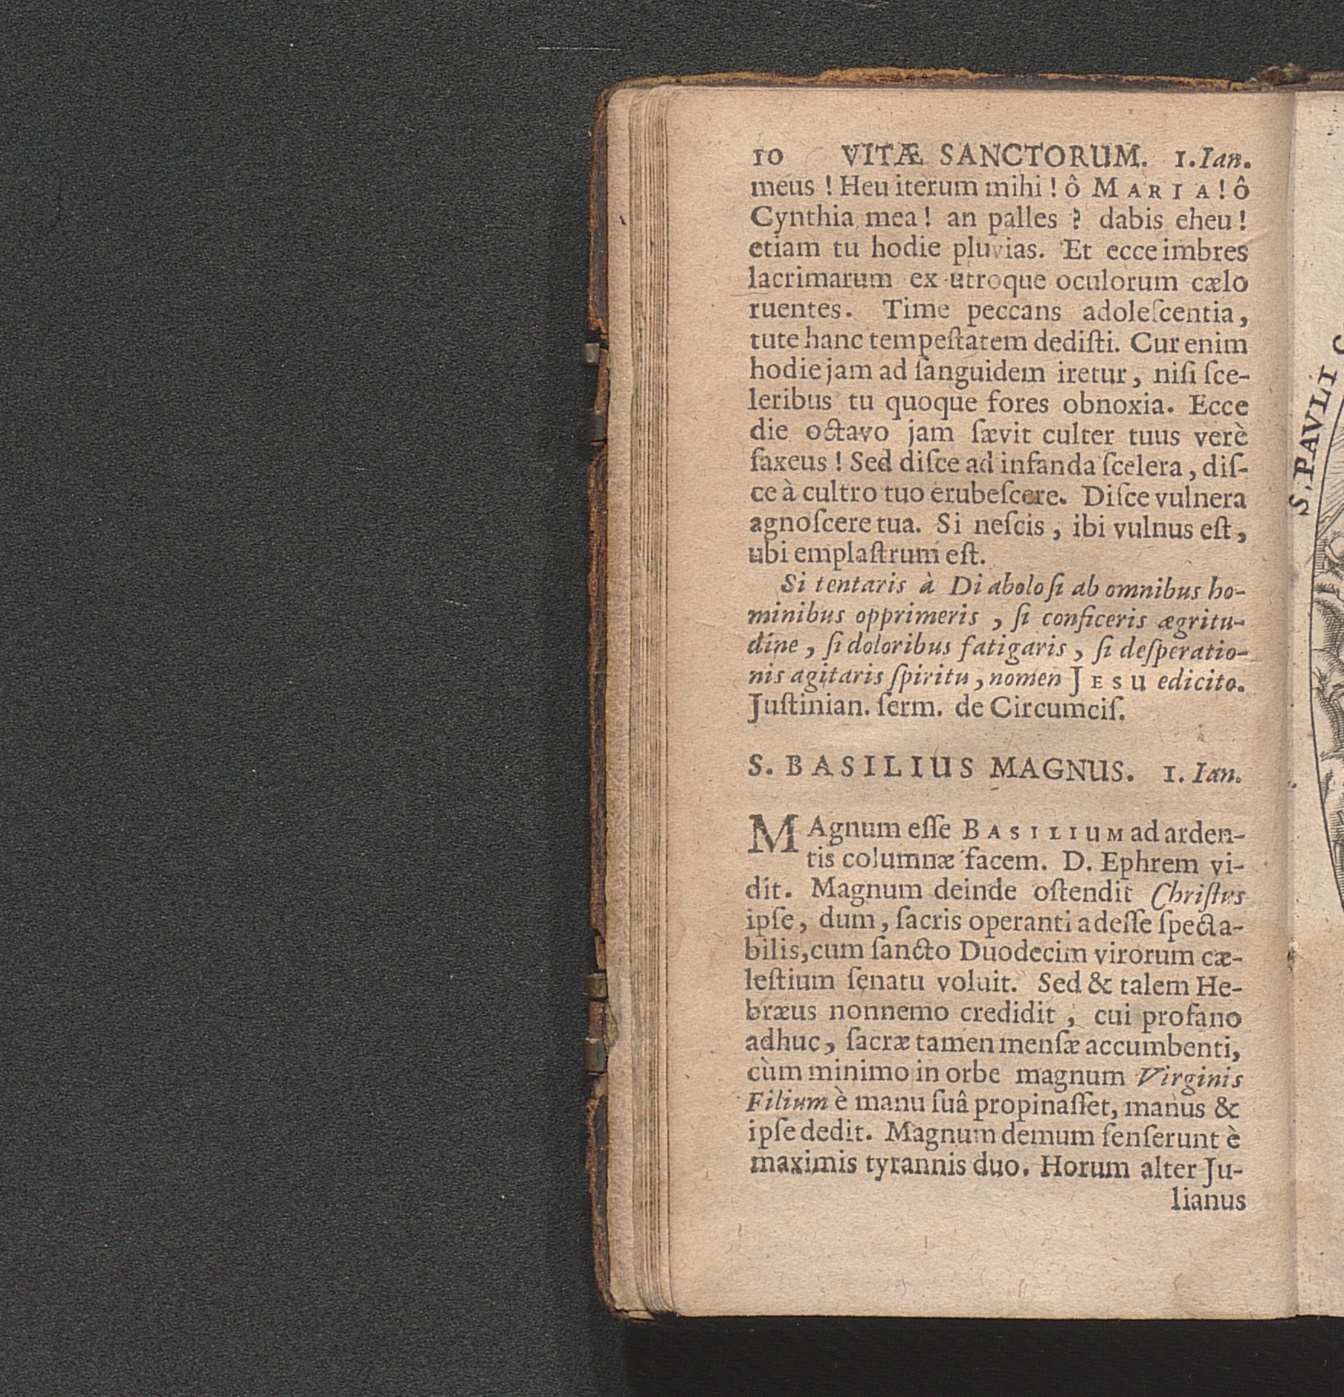 10 VITÆ SANCTORUM. 1. Ian.
meus ! Heu iterum mihi ! ô MARIA! ô
Cynthia mea! an palles ? dabis eheu !
etiam tu hodie pluvias. Et ecce imbres
lacrimarum ex utroque oculorum cælo
ruentes. Time peccans adoleſcentia,
tute hanc tempeſtatem dediſti. Cur enim
hodie jam ad ſanguidem iretur, niſi ſce-
leribus tu quoque fores obnoxia. Ecce
die octavo jam ſævit culter tuus verè
ſaxeus ! Sed diſce ad infanda ſcelera, diſ-
ce à cultro tuo erubeſcere. Diſce vulnera
agnoſcere tua. Si neſcis, ibi vulnus eſt,
ubi emplaſtrum eſt.
Si tentaris à Diabolo ſi ab omnibus ho-
minibus opprimeris, ſi conficeris ægritu-
dine, ſi doloribus fatigaris, ſi deſperatio-
nis agitaris ſpiritu, nomen JESU edicito.
Juſtinian. ſerm. de Circumciſ.
S. BASILIUS MAGNUS. 1. Ian.
MAgnum eſſe BASILIUM ad arden-
tis columnæ facem. D. Ephrem vi-
dit. Magnum deinde oſtendit Chriſtus
ipſe, dum, ſacris operanti adeſſe ſpecta-
bilis, cum ſancto Duodecim virorum cæ-
leſtium ſenatu voluit. Sed & talem He-
bræus nonnemo credidit, cui profano
adhuc, ſacræ tamen menſæ accumbenti,
cùm minimo in orbe magnum Virginis
Filium è manu ſuâ propinaſſet, manus &
ipſe dedit. Magnum demum ſenſerunt è
maximis tyrannis duo. Horum alter Ju-
lianus
S. PAVLI